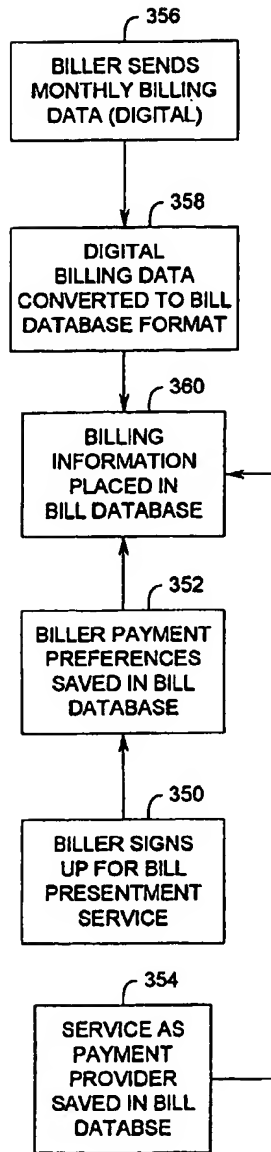 356
BILLER SENDS
MONTHLY BILLING
DATA (DIGITAL)
358
DIGITAL
BILLING DATA
CONVERTED TO BILL
DATABASE FORMAT
360
BILLING
INFORMATION
PLACED IN
BILL DATABASE
352
BILLER PAYMENT
PREFERENCES
SAVED IN BILL
DATABASE
350
BILLER SIGNS
UP FOR BILL
PRESENTMENT
SERVICE
354
SERVICE AS
PAYMENT
PROVIDER
SAVED IN BILL
DATABSE